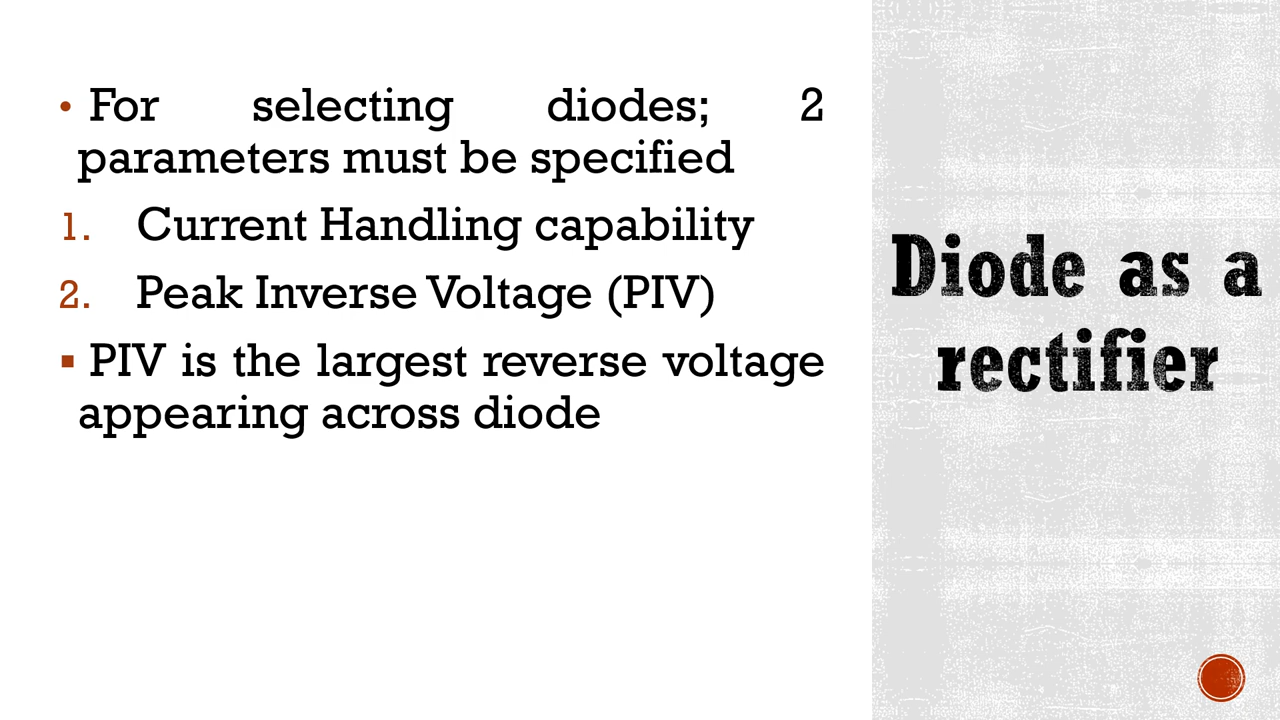 • For selecting diodes; 2
parameters must be specified
1. Current Handling capability
2. Peak Inverse Voltage (PIV)
▪ PIV is the largest reverse voltage
appearing across diode
Diode as a
rectifier